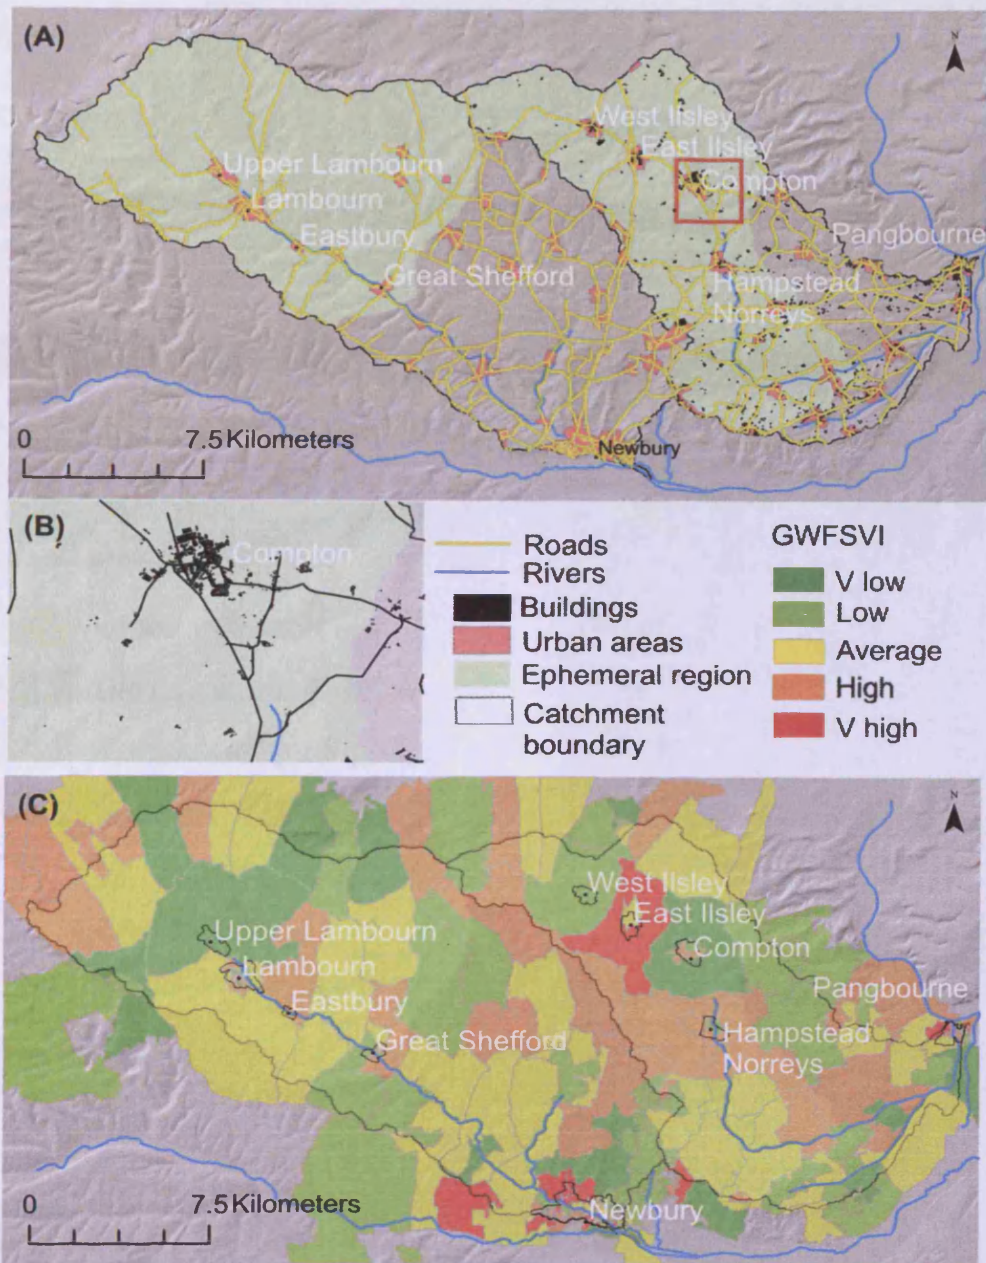 (A)
N
West Ilsley
East Ilsley
Upper Lambourn
Compton
Lambourn
Eastbury
Pangbourne
Great Shefford
Hampstead
Norreys
0 7.5 Kilometers
Newbury
(B)
Compton
Roads
Rivers
Buildings
Urban areas
Ephemeral region
Catchment
boundary
GWFSVI
V low
Low
Average
High
V high
(C)
N
West Ilsley
East Ilsley
Upper Lambourn
Compton
Lambourn
Pangbourne
Eastbury
Great Shefford
Hampstead
Norreys
0 7.5 Kilometers
Newbury